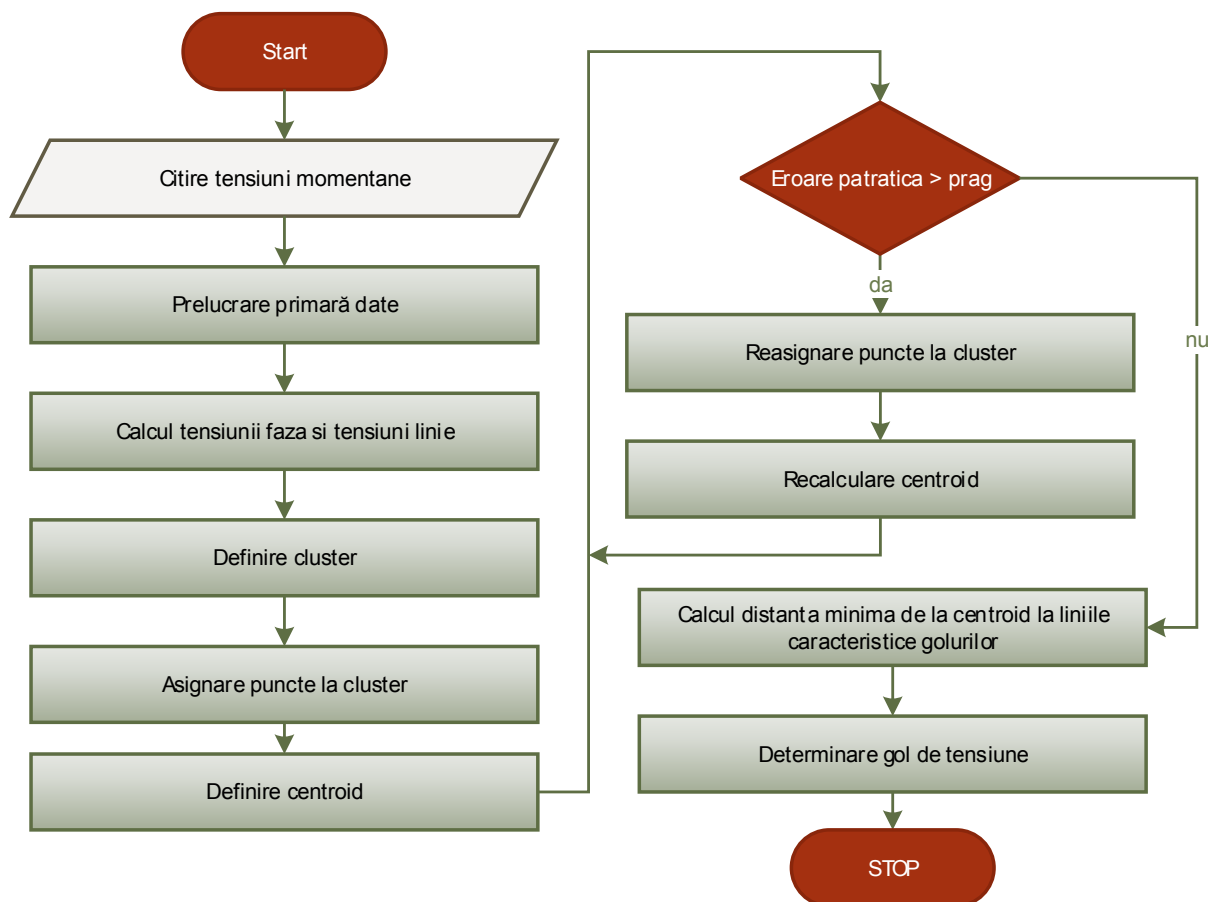 Start
Citire tensiuni momentane
Prelucrare primară date
Calcul tensiunii faza si tensiuni linie
Definire cluster
Asignare puncte la cluster
Definire centroid
Eroare patratica > prag
da
nu
Reasignare puncte la cluster
Recalculare centroid
Calcul distanta minima de la centroid la liniile
caracteristice golurilor
Determinare gol de tensiune
STOP